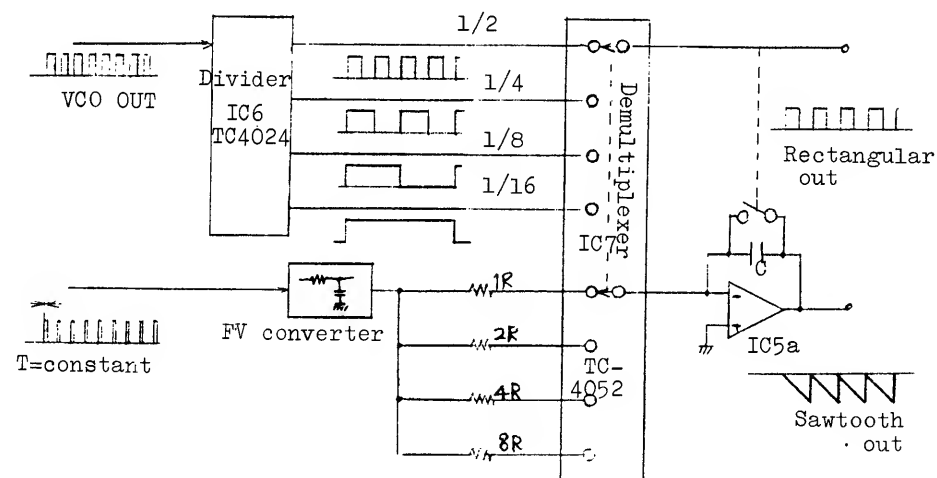 1/2
Divider
IC6
TC4024
VCO OUT
1/4
1/8
1/16
Demultiplexer
IC7
Rectangular
out
C
1R
FV converter
T=constant
2R
TC-
4052
4R
8R
-
+
IC5a
Sawtooth
out